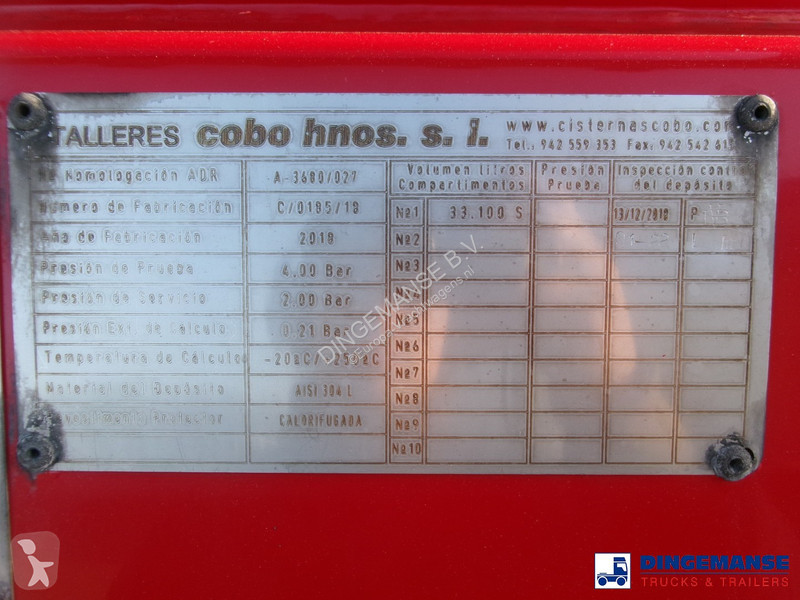 TALLERES cobo hnos. s. l. www.cisternascobo.com
Tel.: 942 559 353 Fax: 942 542 61
Nº Homologación ADR A-3680/027
Número de Fabricación C/0195/18
Año de Fabricación 2018
Presión de Prueba 4,00 Bar
Presión de Servicio 2,00 Bar
Presión Ext. de Cálculo 0,21 Bar
Temperatura de Cálculo -20ºC/ 250ºC
Material del Depósito AISI 304 L
CALORIFUGADA
Volumen litros Compartimentos
Presión Prueba
Inspección control del depósito
Nº1 33.100 S 13/12/2018 P
Nº2
Nº3
Nº4
Nº5
Nº6
Nº7
Nº8
Nº9
Nº10
DINGEMANSE B.V.
DINGEMANSE
TRUCKS & TRAILERS